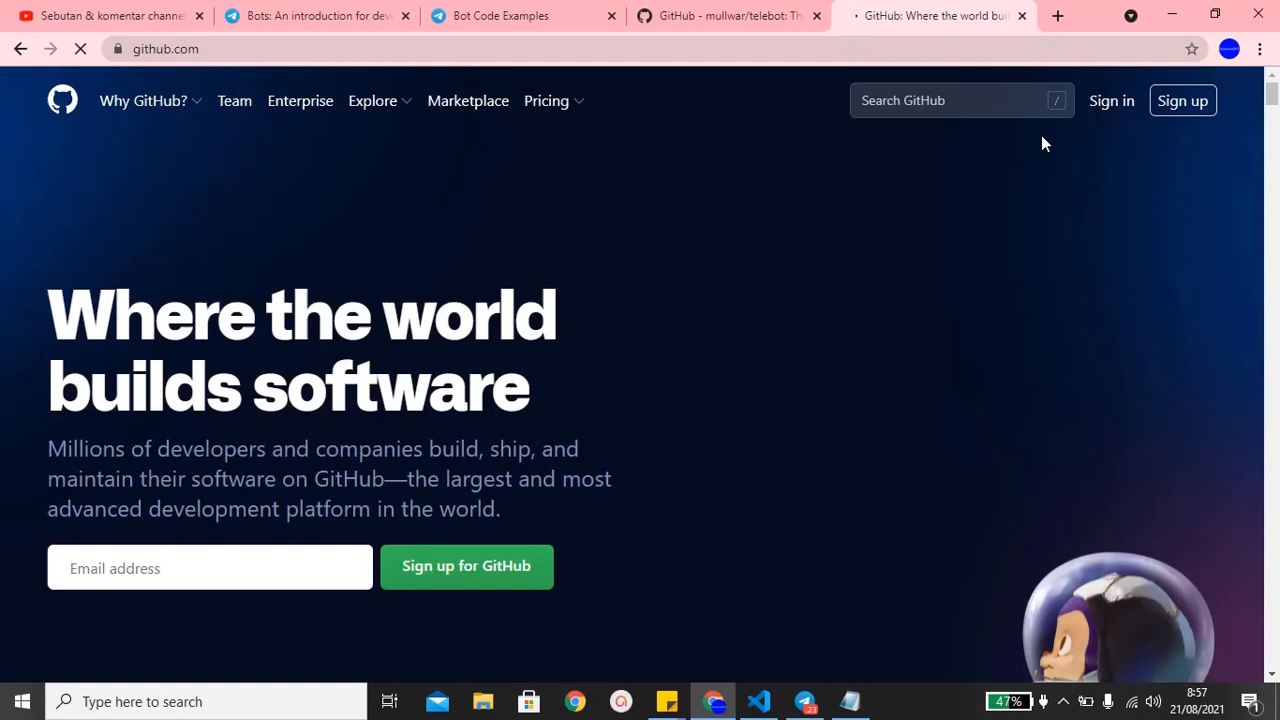 Sebutan & komentar channel
Bots: An introduction for dev
Bot Code Examples
GitHub - mullwar/telebot: Th
GitHub: Where the world bui
github.com
Why GitHub?
Team
Enterprise
Explore
Marketplace
Pricing
Search GitHub
/
Sign in
Sign up
Where the world
builds software
Millions of developers and companies build, ship, and
maintain their software on GitHub—the largest and most
advanced development platform in the world.
Email address
Sign up for GitHub
Type here to search
23
47%
8:57
21/08/2021
1